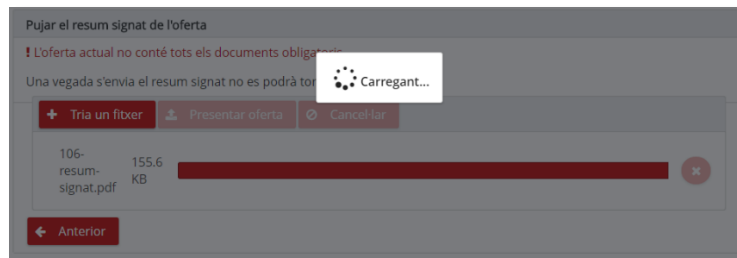 Pujar el resum signat de l'oferta
! L'oferta actual no conté tots els documents obligatoris
Una vegada s'envia el resum signat no es podrà
Carregant...
Tria un fitxer
Presentar oferta
Cancel·lar
106-
resum-
signat.pdf
155.6
KB
Anterior